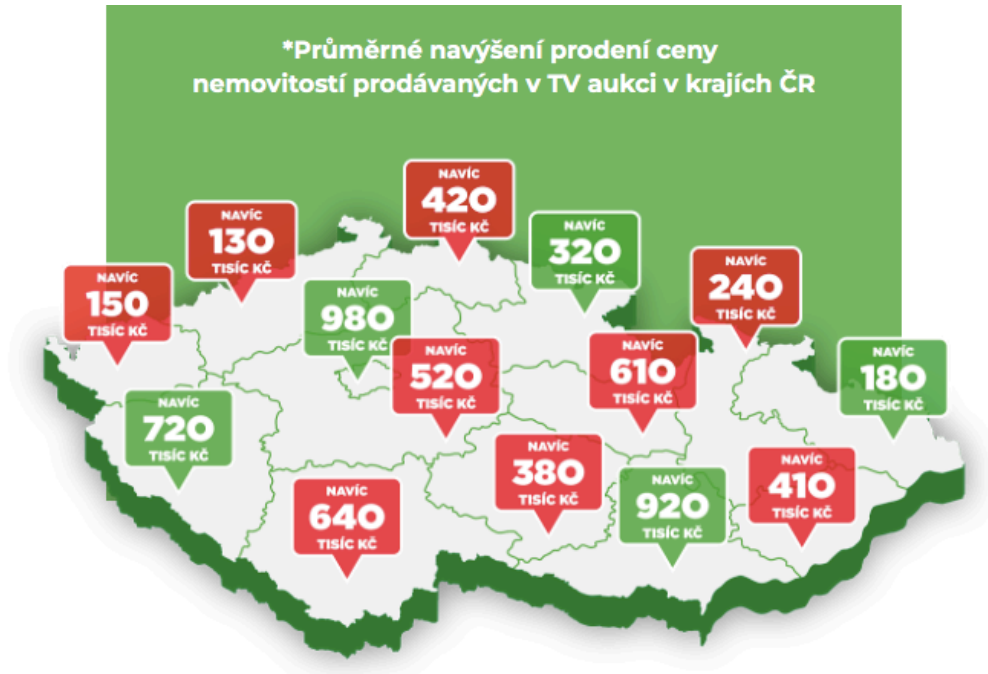 *Průměrné navýšení prodení ceny
nemovitostí prodávaných v TV aukci v krajích ČR
NAVÍC
420
TISÍC KČ
NAVÍC
130
TISÍC KČ
NAVÍC
320
TISÍC KČ
NAVÍC
240
TISÍC KČ
NAVÍC
150
TISÍC KČ
NAVÍC
980
TISÍC KČ
NAVÍC
520
TISÍC KČ
NAVÍC
610
TISÍC KČ
NAVÍC
180
TISÍC KČ
NAVÍC
720
TISÍC KČ
NAVÍC
380
TISÍC KČ
NAVÍC
410
TISÍC KČ
NAVÍC
640
TISÍC KČ
NAVÍC
920
TISÍC KČ